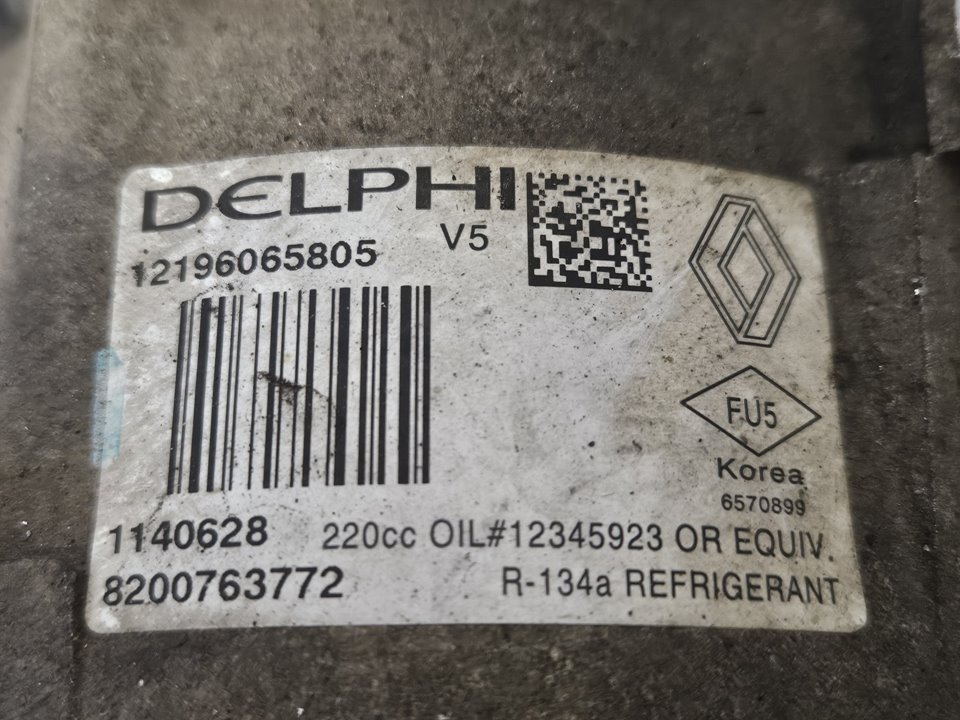 DELPHI
V5
12196065805
FU5
Korea
6570899
1140628 220cc OIL#12345923 OR EQUIV.
8200763772 R-134a REFRIGERANT